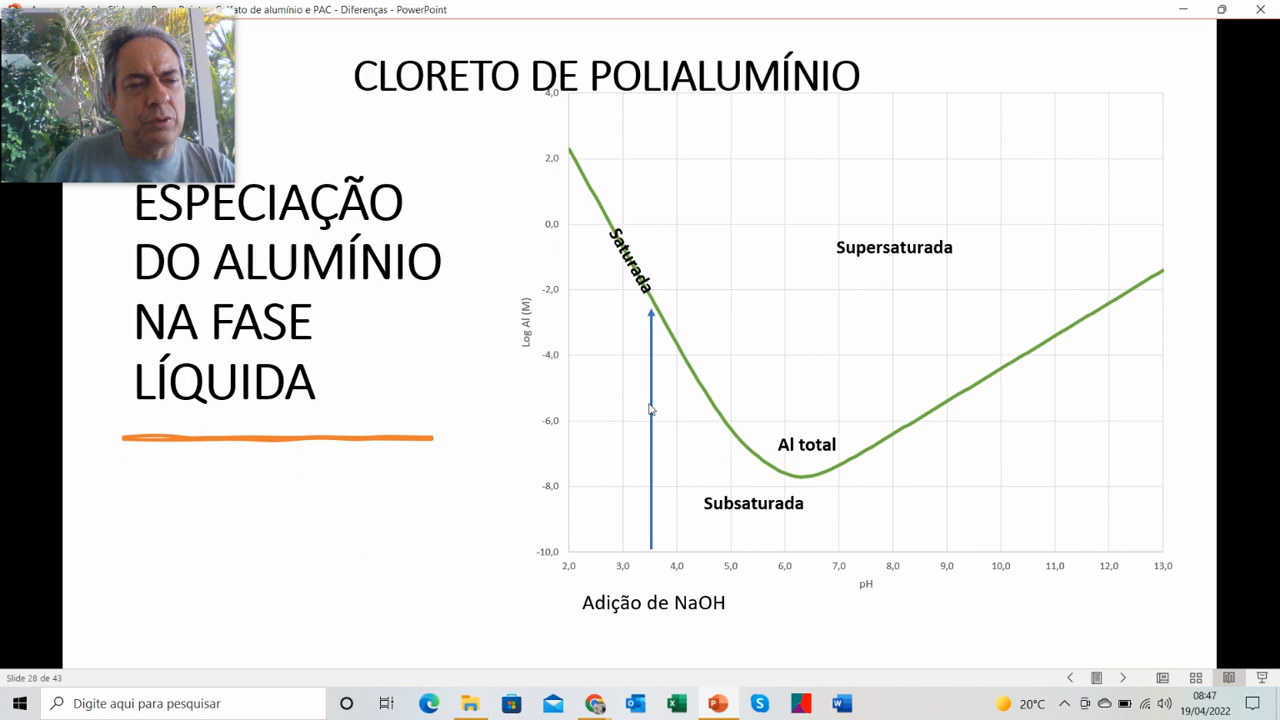 Sulfato de alumínio e PAC - Diferenças - PowerPoint
CLORETO DE POLIALUMÍNIO
ESPECIAÇÃO
DO ALUMÍNIO
NA FASE
LÍQUIDA
4,0
2,0
0,0
-2,0
-4,0
-6,0
-8,0
-10,0
Log Al (M)
Saturada
Supersaturada
Al total
Subsaturada
2,0 3,0 4,0 5,0 6,0 7,0 8,0 9,0 10,0 11,0 12,0 13,0
pH
Adição de NaOH
Slide 28 de 43
Digite aqui para pesquisar
20°C
08:47
19/04/2022